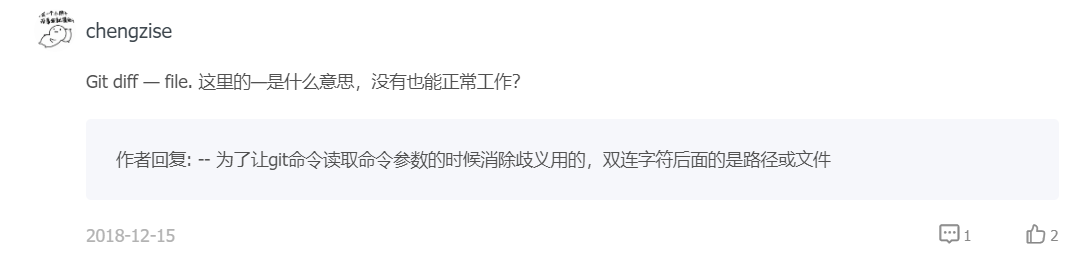 chengzise
Git diff — file. 这里的—是什么意思，没有也能正常工作？
作者回复: -- 为了让git命令读取命令参数的时候消除歧义用的，双连字符后面的是路径或文件
2018-12-15
1
2